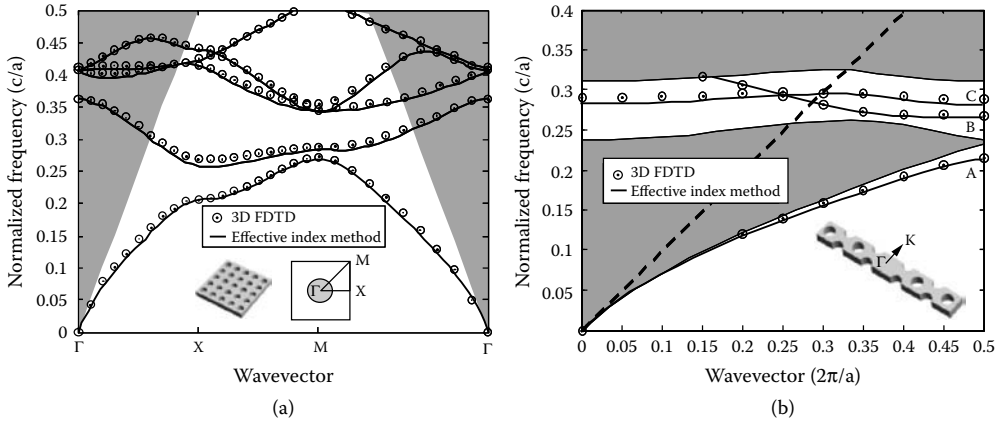 Normalized frequency (c/a)
0.5
0.45
0.4
0.35
0.3
0.25
0.2
0.15
0.1
0.05
0
3D FDTD
Effective index method
M
Γ
X
Γ
X
M
Γ
Wavevector
(a)
Normalized frequency (c/a)
0.4
0.35
0.3
0.25
0.2
0.15
0.1
0.05
0
C
B
3D FDTD
Effective index method
A
K
Γ
0
0.05
0.1
0.15
0.2
0.25
0.3
0.35
0.4
0.45
0.5
Wavevector (2π/a)
(b)